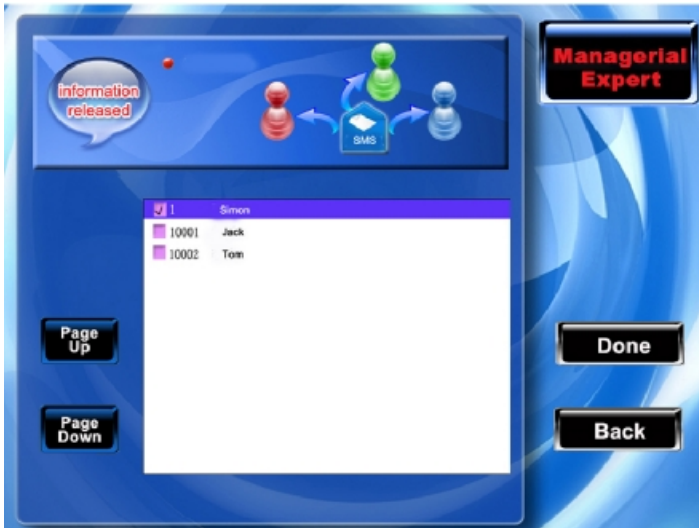 information
released
SMS
Managerial
Expert
1 Simon
10001 Jack
10002 Tom
Page
Up
Page
Down
Done
Back